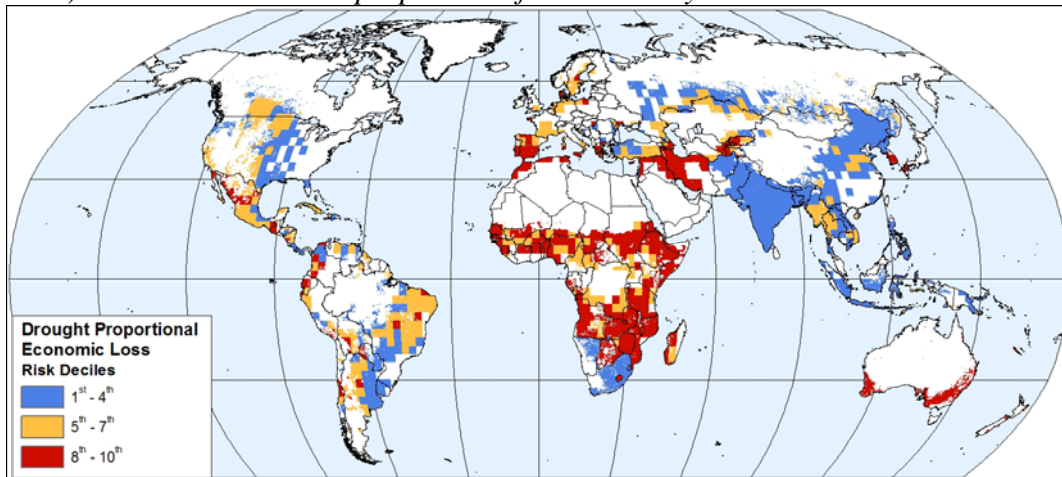 Drought Proportional
Economic Loss
Risk Deciles
1st - 4th
5th - 7th
8th - 10th